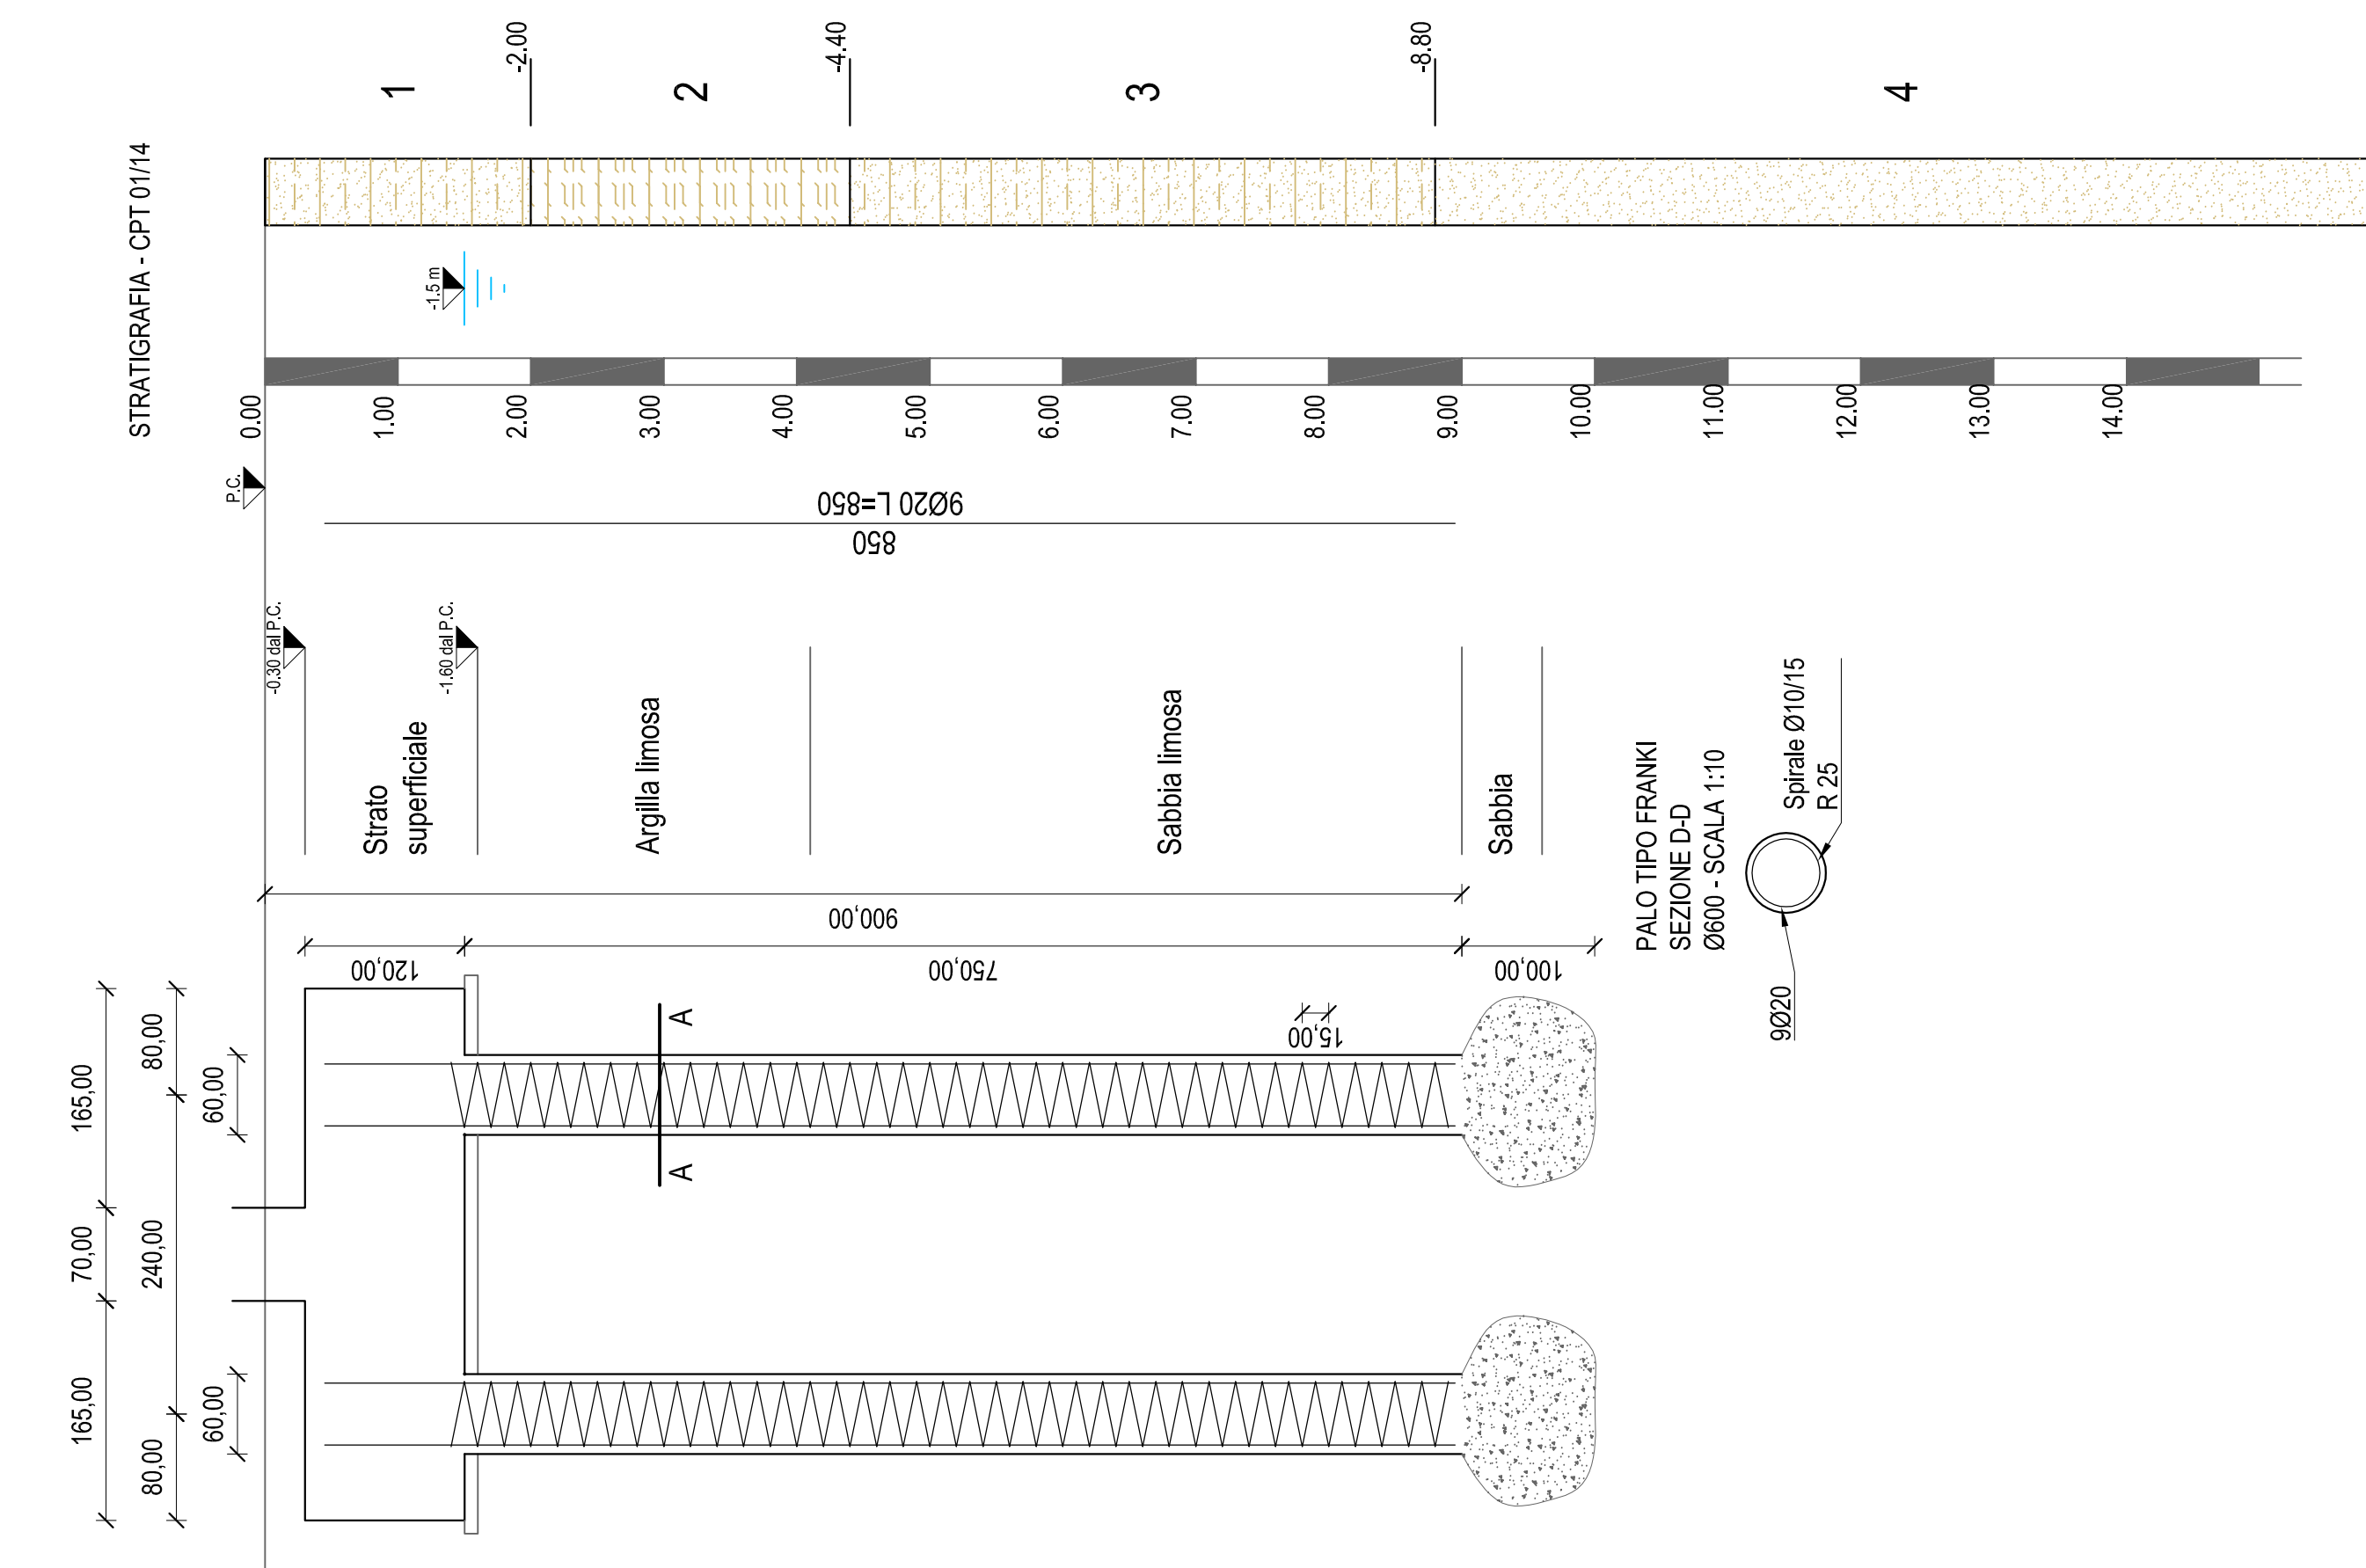 STRATIGRAFIA - CPT 01/14
1
-2.00
2
-4.40
3
-8.80
4
-1.5 m
0.00
1.00
2.00
3.00
4.00
5.00
6.00
7.00
8.00
9.00
10.00
11.00
12.00
13.00
14.00
P.C.
9Ø20 L=850
850
-0.30 dal P.C.
-1.60 dal P.C.
Strato
superficiale
Argilla limosa
Sabbia limosa
Sabbia
900,00
120,00
750,00
100,00
15,00
A
A
165,00
70,00
165,00
80,00
240,00
80,00
60,00
60,00
PALO TIPO FRANKI
SEZIONE D-D
Ø600 - SCALA 1:10
Spirale Ø10/15
R 25
9Ø20